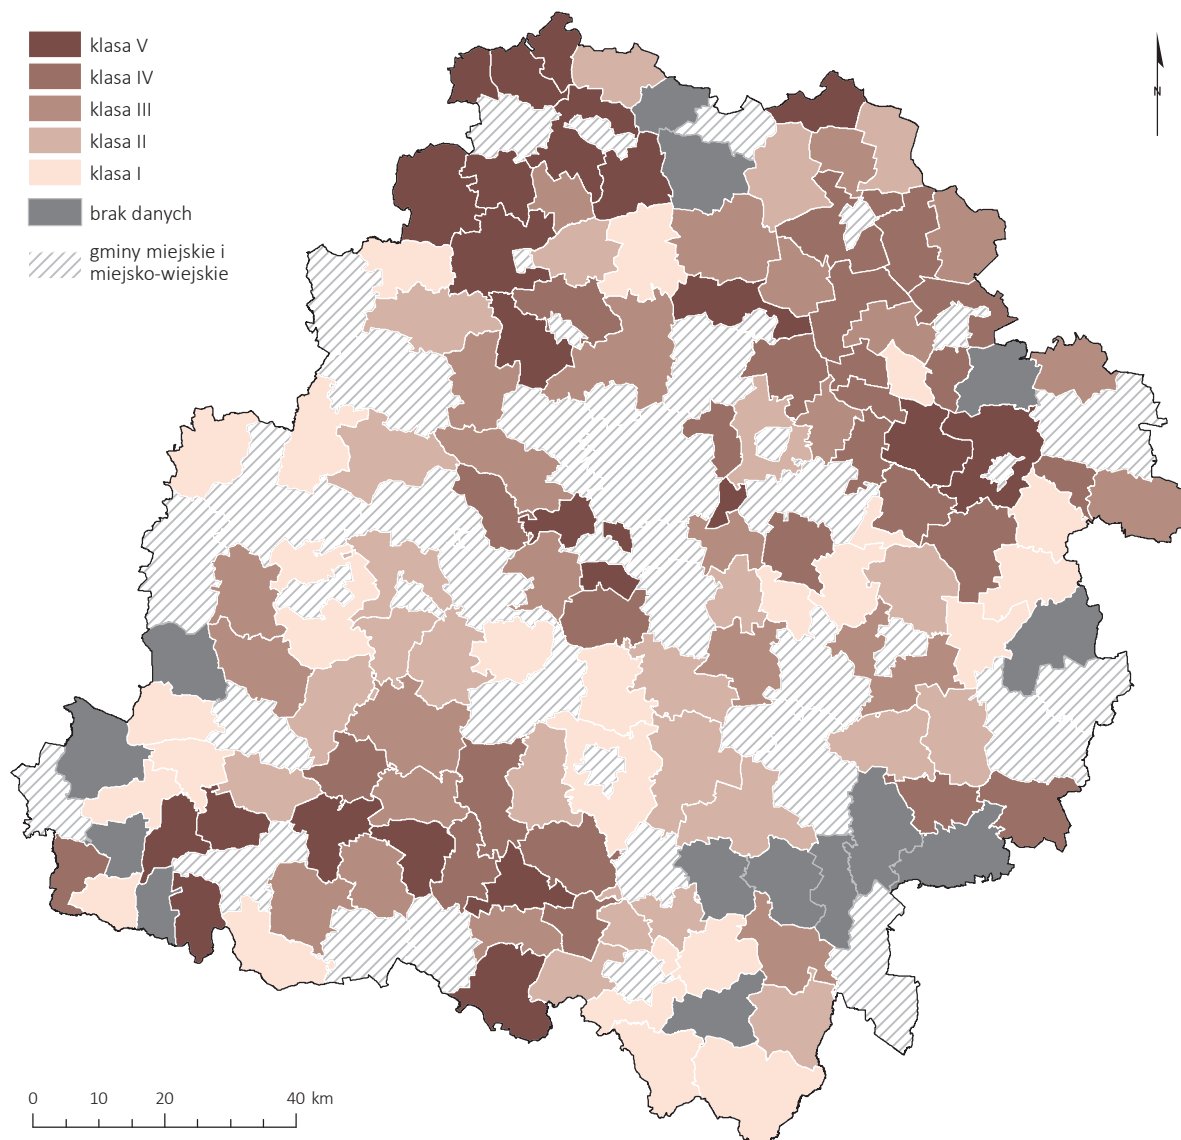 klasa V
klasa IV
klasa III
klasa II
klasa I
brak danych
gminy miejskie i
miejsko-wiejskie
N
0 10 20 40 km